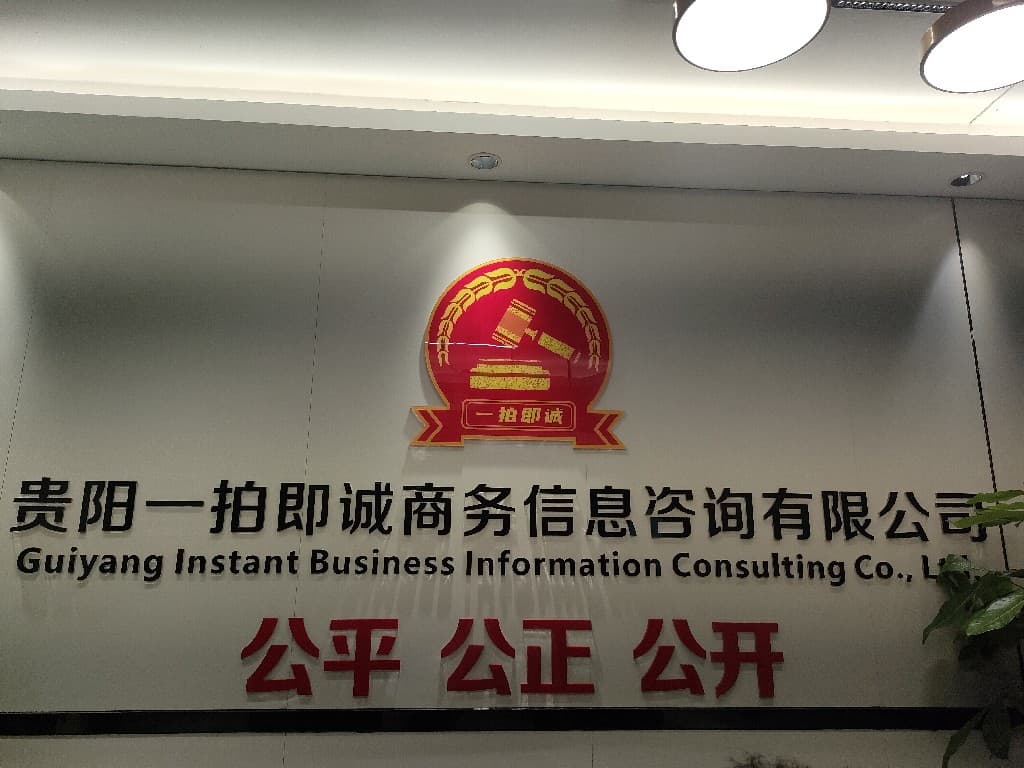 一拍即诚
贵阳一拍即诚商务信息咨询有限公司
Guiyang Instant Business Information Consulting Co., Ltd.
公平 公正 公开